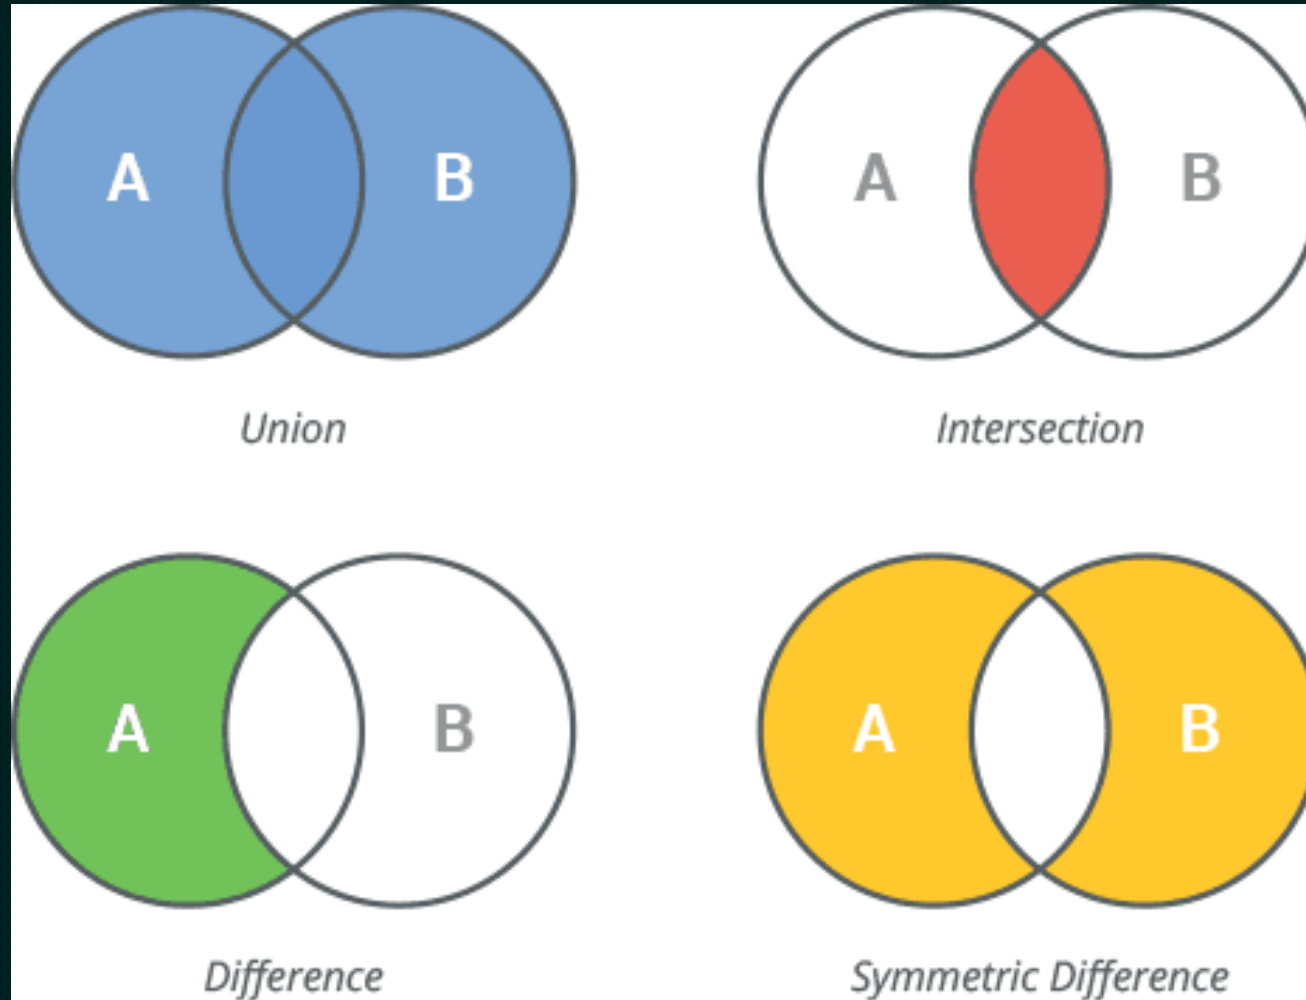 A B
A B
Union
Intersection
A B
A B
Difference
Symmetric Difference